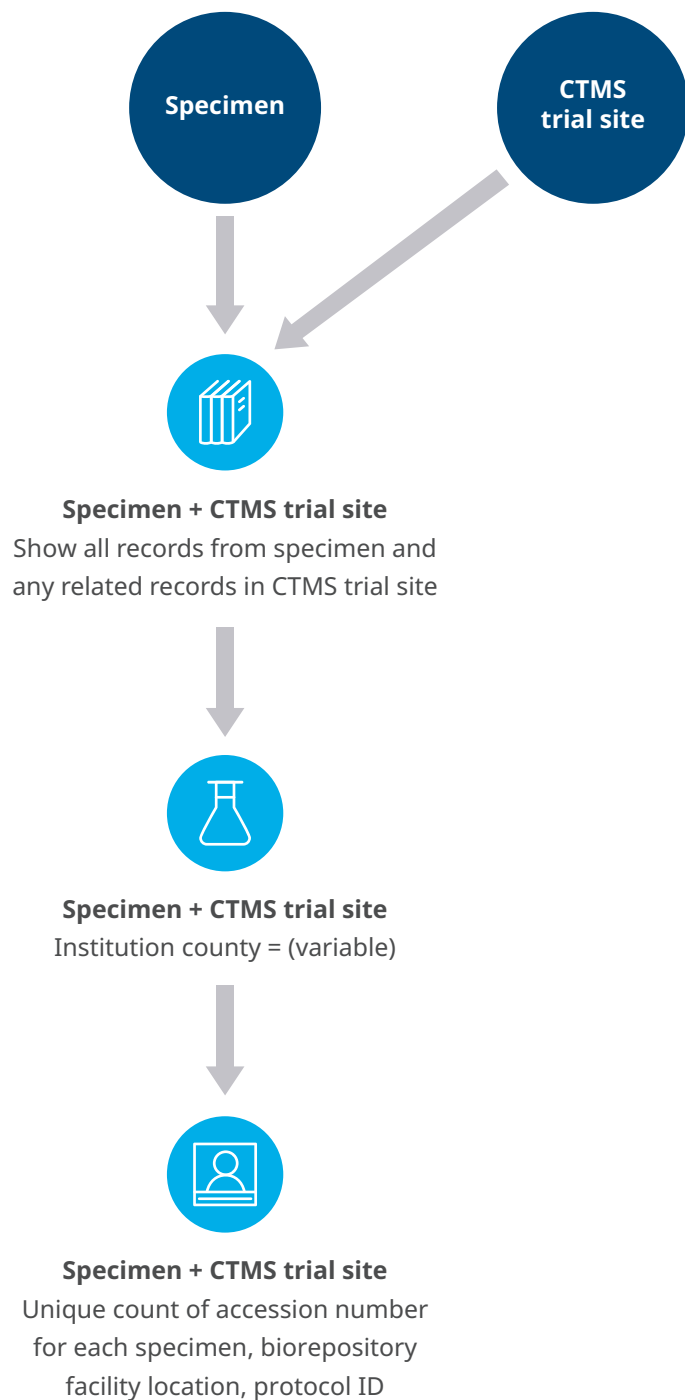 Specimen
CTMS
trial site
Specimen + CTMS trial site
Show all records from specimen and
any related records in CTMS trial site
Specimen + CTMS trial site
Institution county = (variable)
Specimen + CTMS trial site
Unique count of accession number
for each specimen, biorepository
facility location, protocol ID